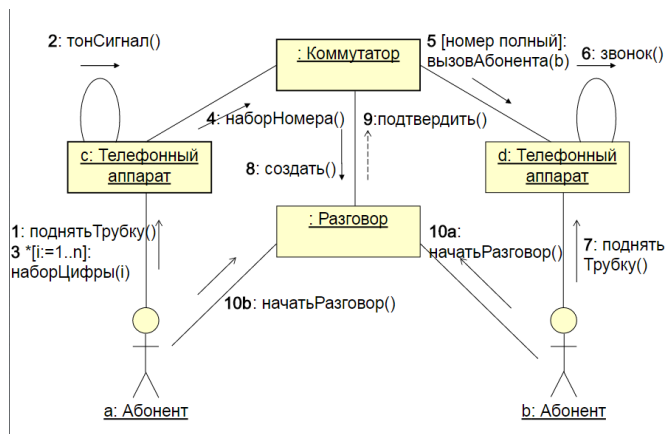 2: тонСигнал()
: Коммутатор
5 [номер полный]:
вызовАбонента(b)
6: звонок()
4: наборНомера()
9:подтвердить()
c: Телефонный
аппарат
8: создать()
d: Телефонный
аппарат
1: поднятьТрубку()
3 *[i:=1..n]:
наборЦифры(i)
: Разговор
10a:
начатьРазговор()
7: поднять
Трубку()
10b: начатьРазговор()
a: Абонент
b: Абонент